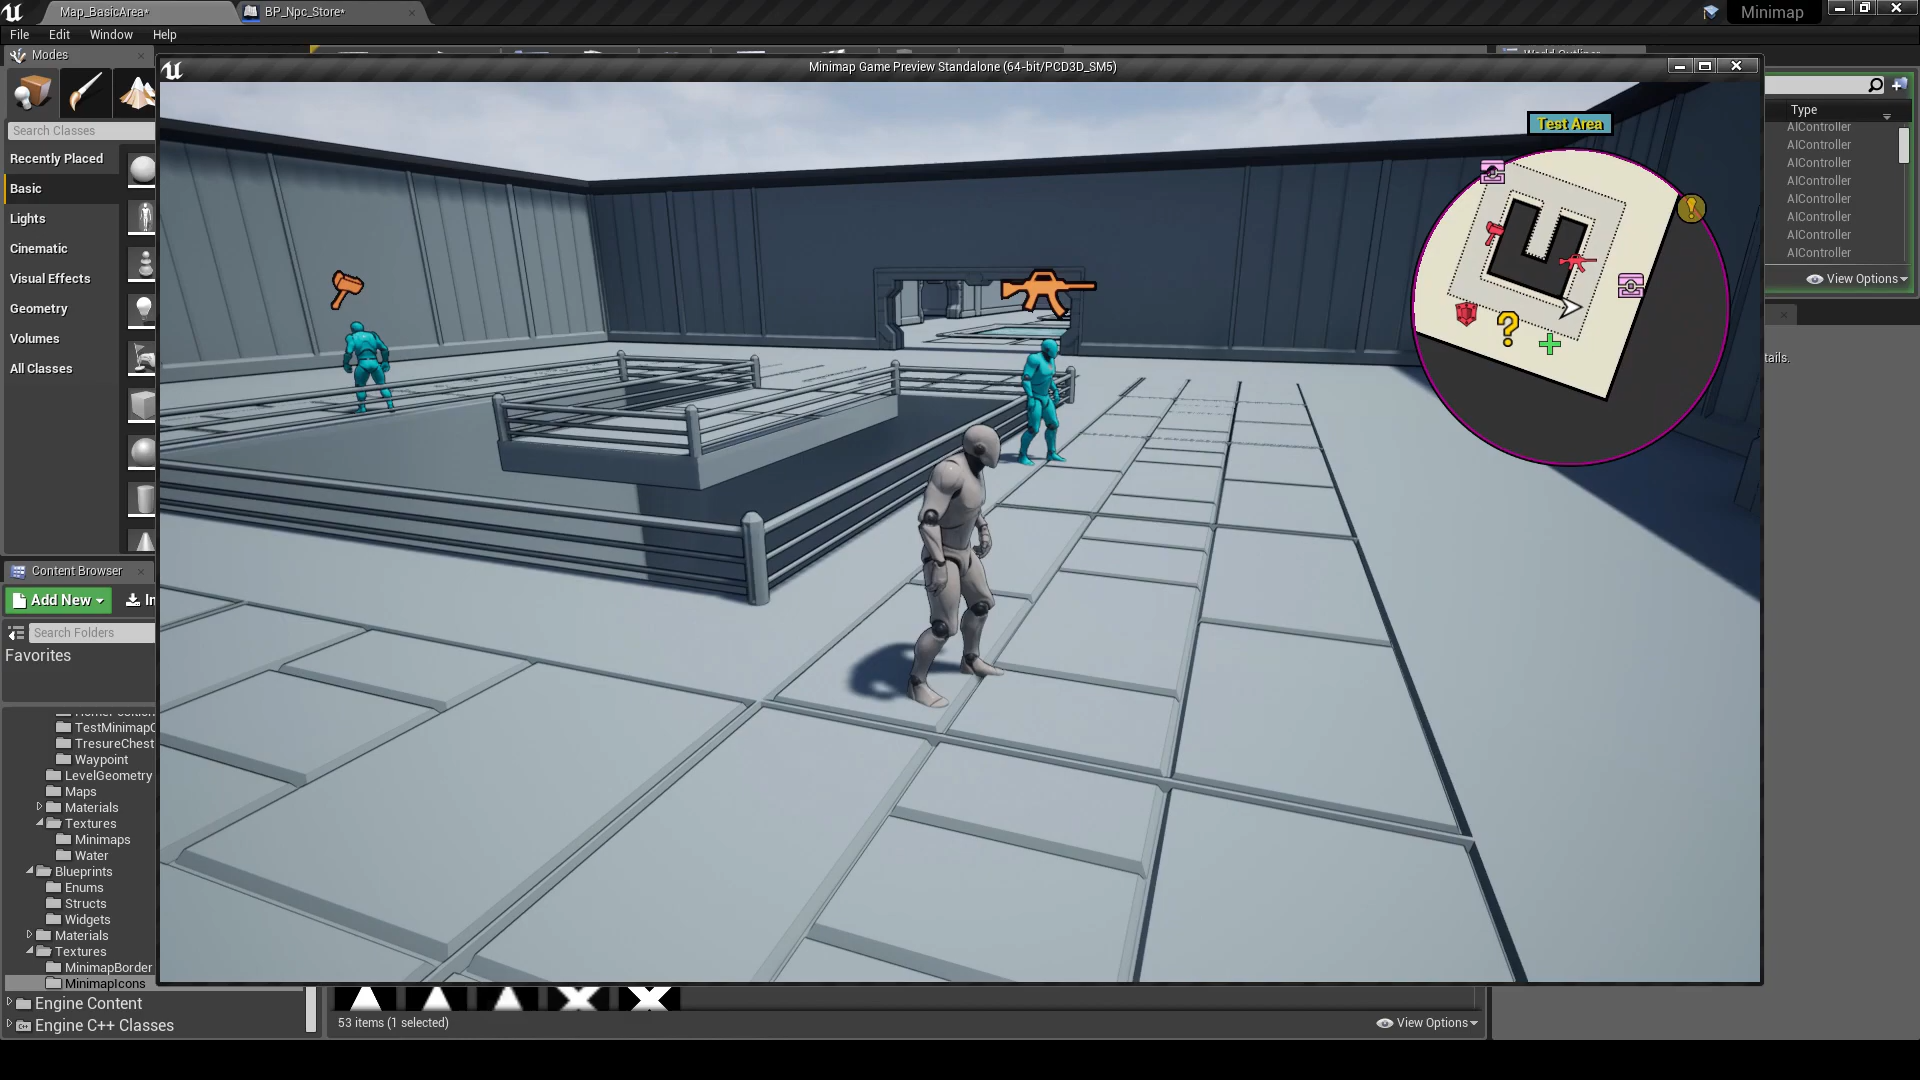 Map_BasicArea*
BP_Npc_Store*
Minimap
File
Edit
Window
Help
Modes
Minimap Game Preview Standalone (64-bit/PCD3D_SM5)
Search Classes
Recently Placed
Basic
Lights
Cinematic
Visual Effects
Geometry
Volumes
All Classes
Test Area
Type
AIController
AIController
AIController
AIController
AIController
AIController
AIController
AIController
View Options
tails.
Content Browser
Add New
Search Folders
Favorites
TestMinimap
TresureChest
Waypoint
LevelGeometry
Maps
Materials
Textures
Minimaps
Water
Blueprints
Enums
Structs
Widgets
Materials
Textures
MinimapBorder
MinimapIcons
Engine Content
Engine C++ Classes
53 items (1 selected)
View Options